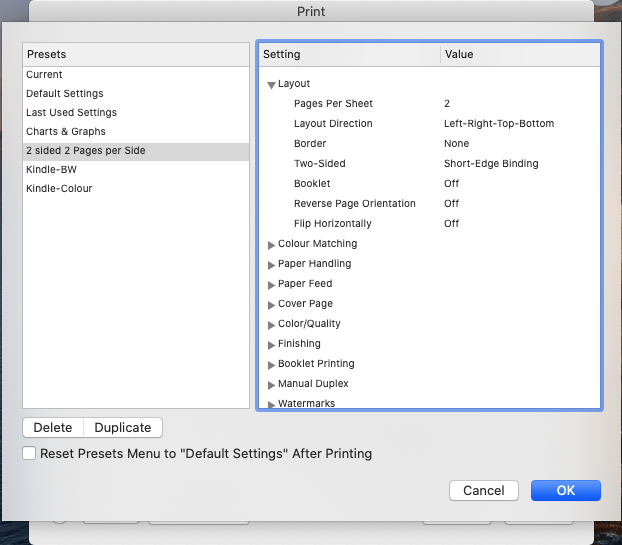 Print
Presets
Current
Default Settings
Last Used Settings
Charts & Graphs
2 sided 2 Pages per Side
Kindle-BW
Kindle-Colour
Setting Value
Layout
Pages Per Sheet 2
Layout Direction Left-Right-Top-Bottom
Border None
Two-Sided Short-Edge Binding
Booklet Off
Reverse Page Orientation Off
Flip Horizontally Off
Colour Matching
Paper Handling
Paper Feed
Cover Page
Color/Quality
Finishing
Booklet Printing
Manual Duplex
Watermarks
Delete Duplicate
Reset Presets Menu to "Default Settings" After Printing
Cancel OK